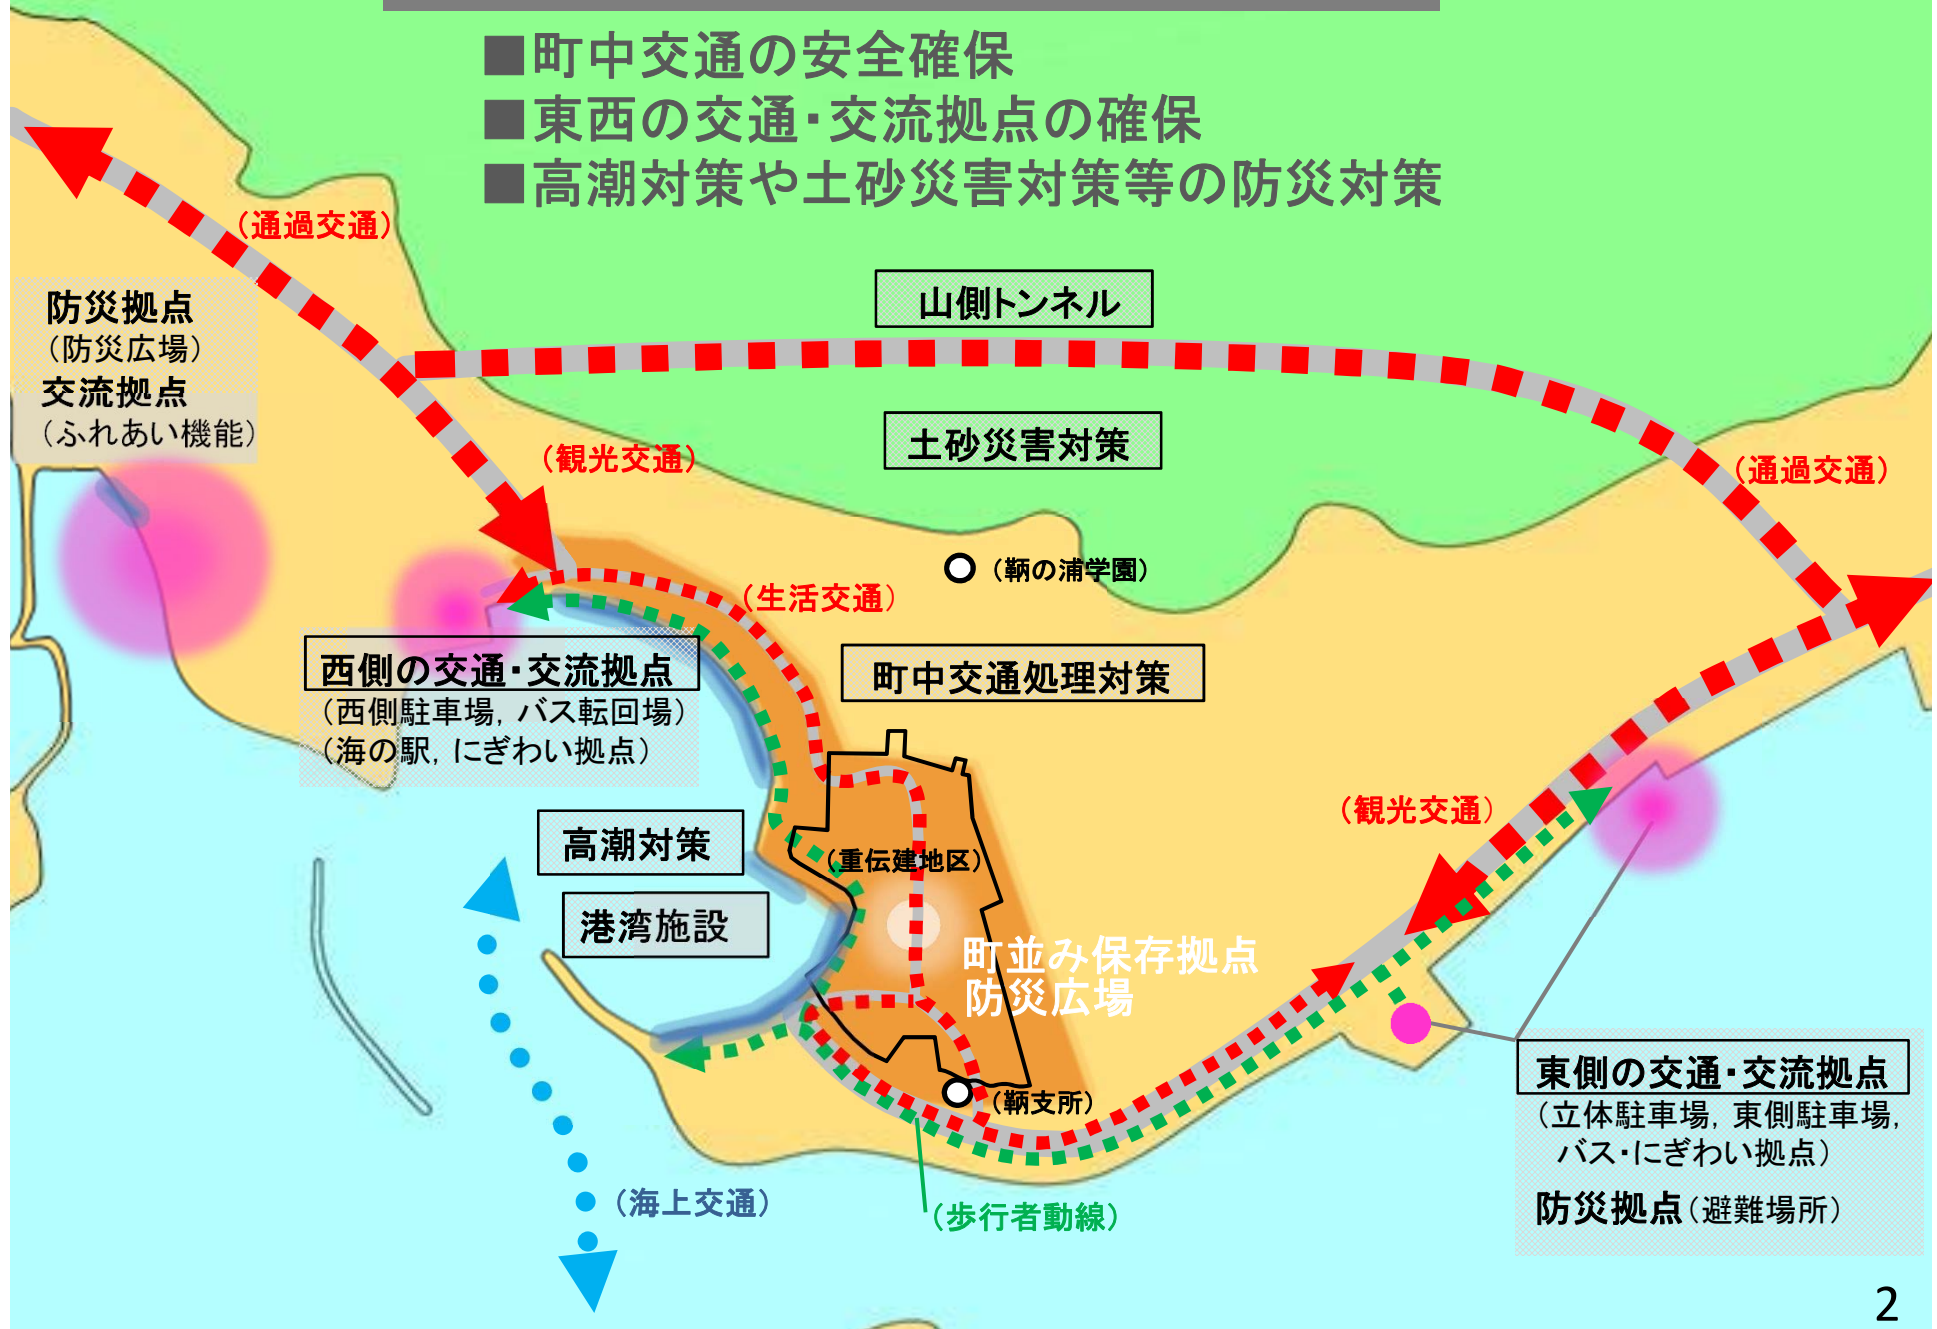 ■町中交通の安全確保
■東西の交通・交流拠点の確保
■高潮対策や土砂災害対策等の防災対策
（通過交通）
山側トンネル
防災拠点
（防災広場）
交流拠点
（ふれあい機能）
土砂災害対策
（観光交通）
（通過交通）
（鞆の浦学園）
（生活交通）
西側の交通・交流拠点
（西側駐車場，バス転回場）
（海の駅，にぎわい拠点）
町中交通処理対策
（観光交通）
高潮対策
（重伝建地区）
港湾施設
町並み保存拠点
防災広場
東側の交通・交流拠点
（立体駐車場，東側駐車場，
バス・にぎわい拠点）
防災拠点（避難場所）
（鞆支所）
（海上交通）
（歩行者動線）
2